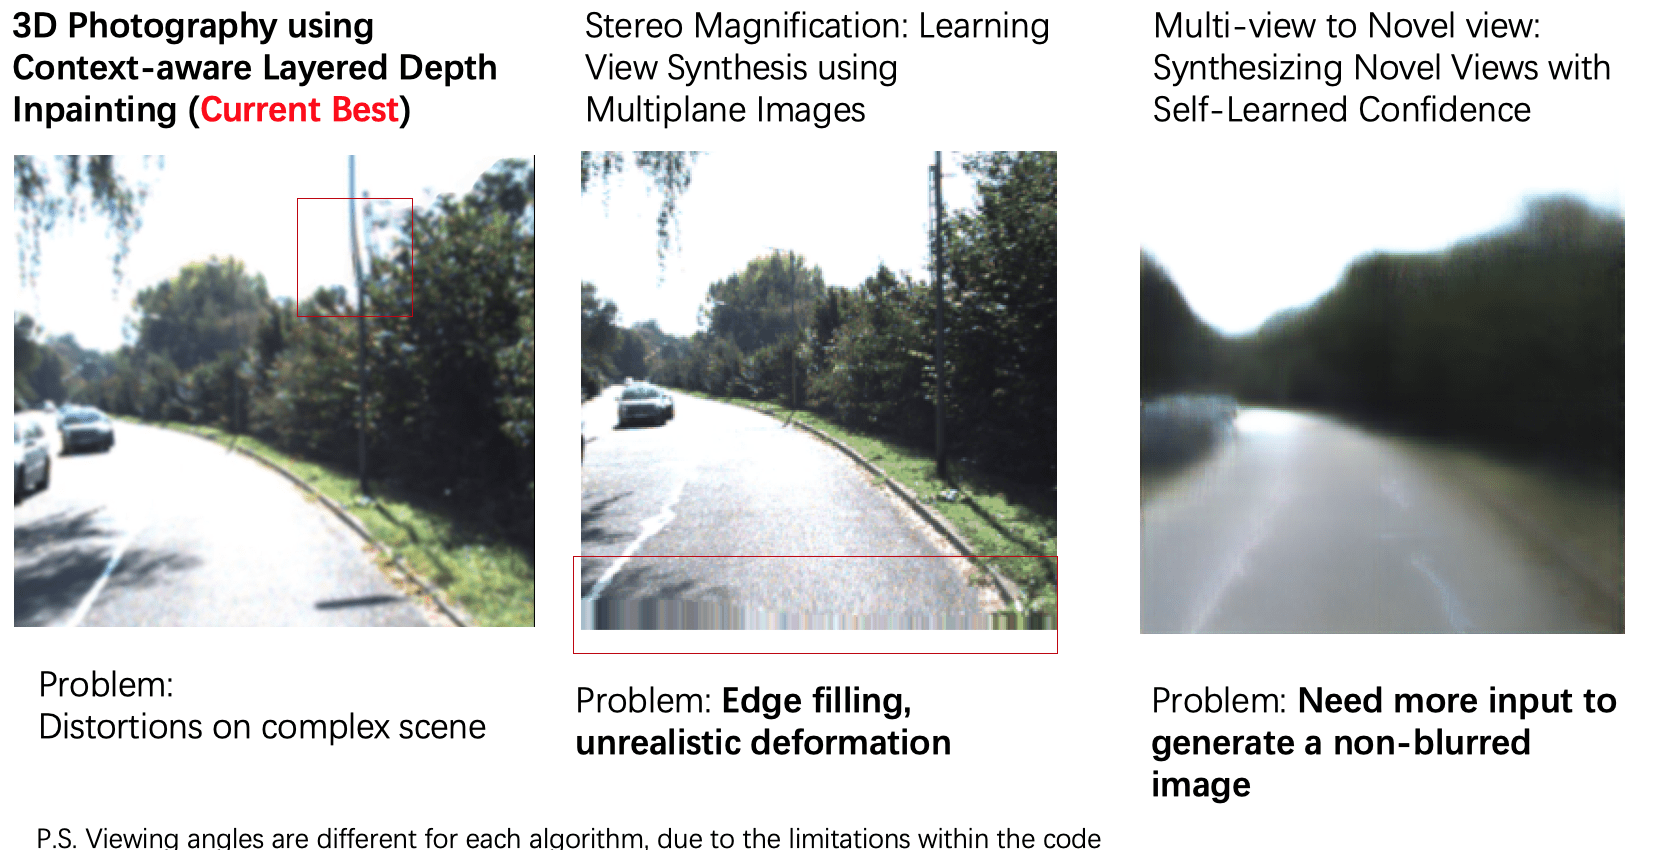 3D Photography using
Context-aware Layered Depth
Inpainting (Current Best)
Stereo Magnification: Learning
View Synthesis using
Multiplane Images
Multi-view to Novel view:
Synthesizing Novel Views with
Self-Learned Confidence
Problem:
Distortions on complex scene
Problem: Edge filling,
unrealistic deformation
Problem: Need more input to
generate a non-blurred
image
P.S. Viewing angles are different for each algorithm, due to the limitations within the code